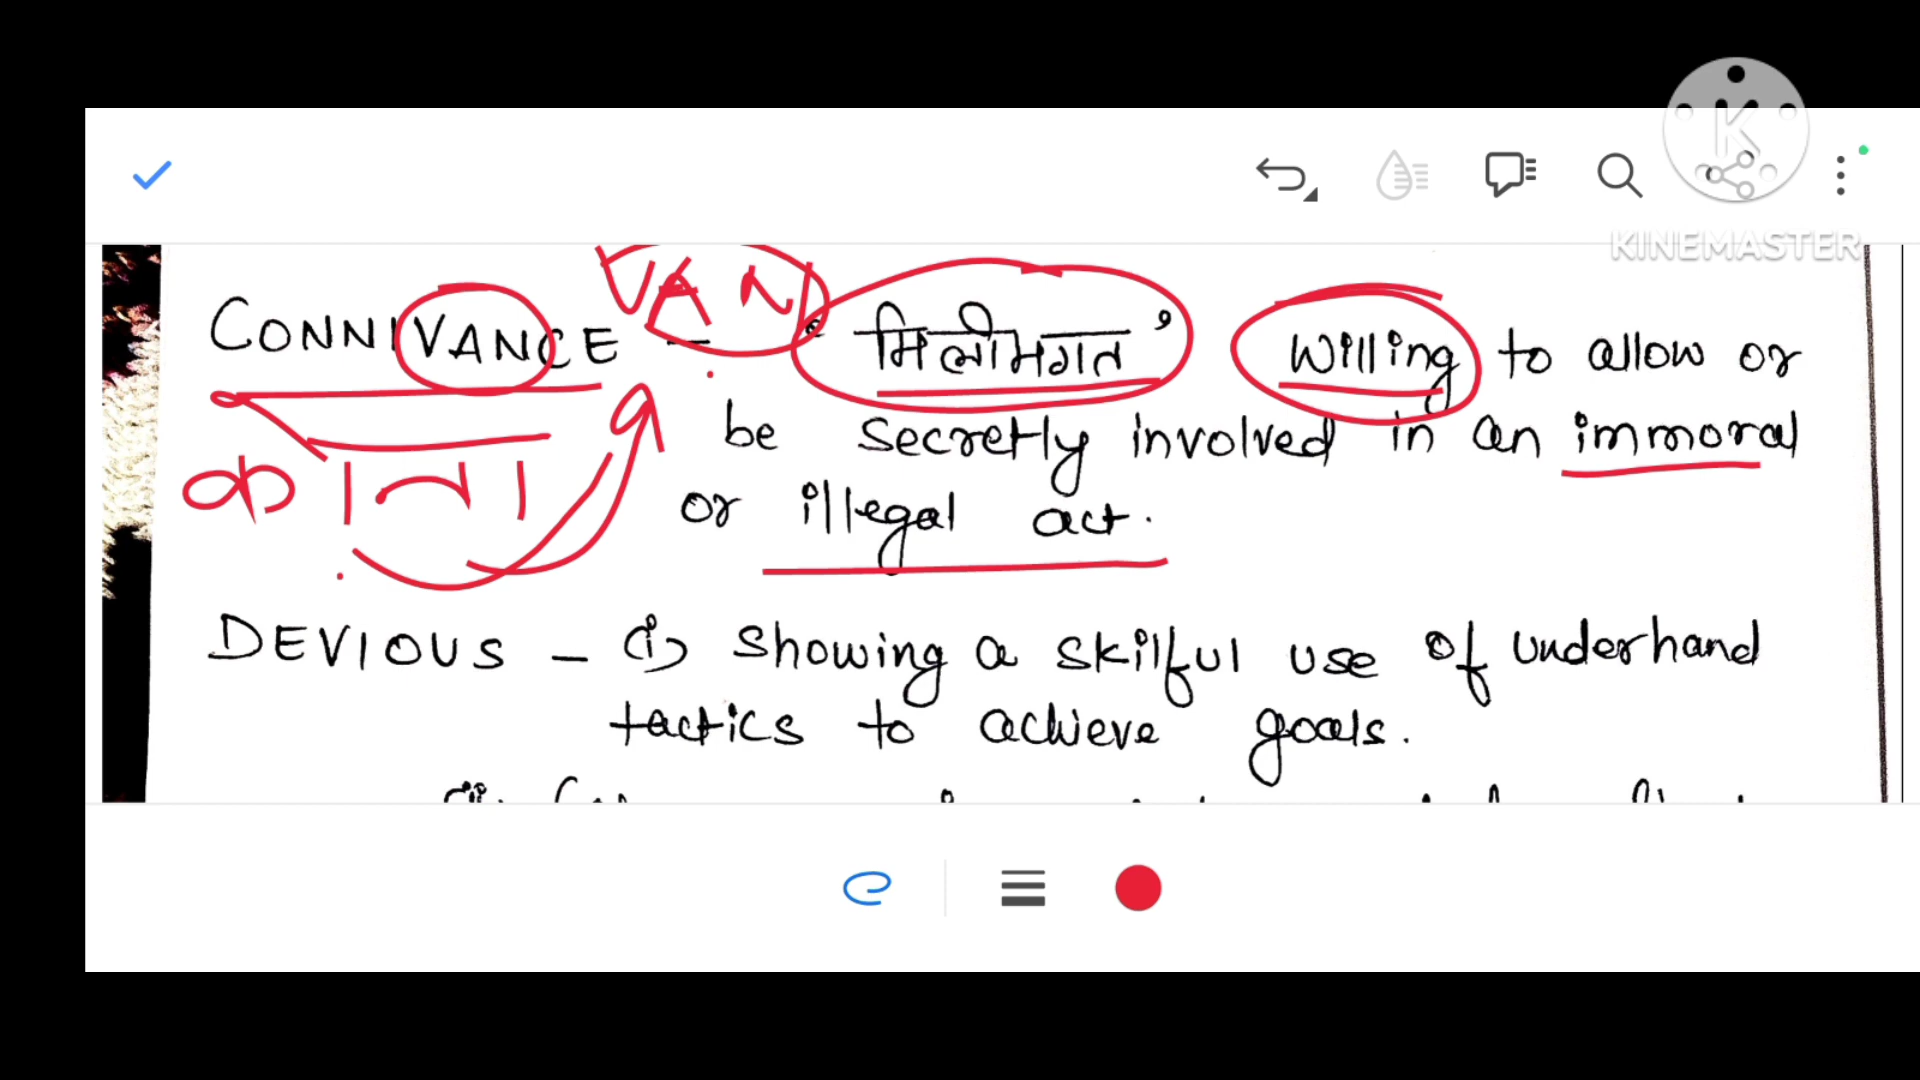 KINEMASTER
VAN
CONNIVANCE - 'मिलीभगत' Willing to allow or
be secretly involved in an immoral
or illegal act.
काना
DEVIOUS - (i) showing a skilful use of underhand
tactics to achieve goals.